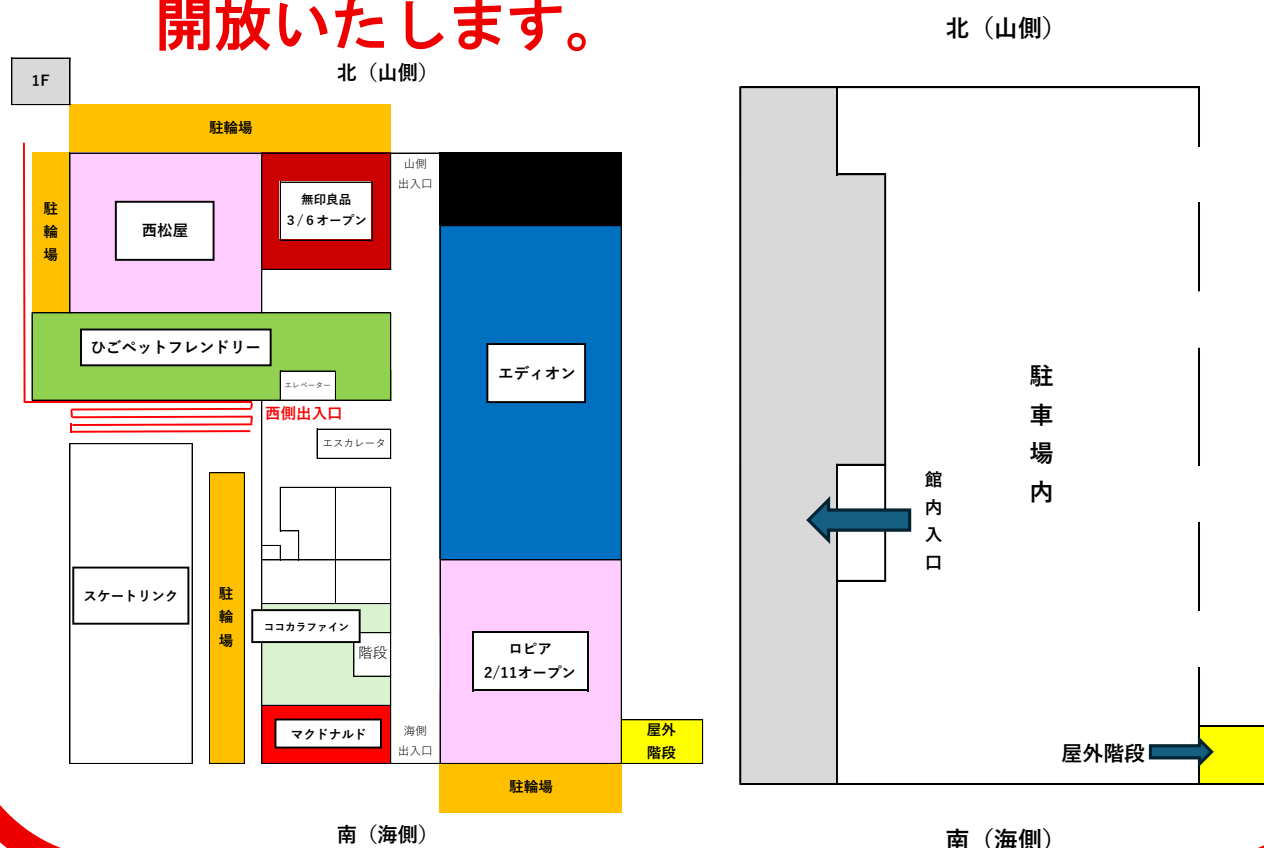 開放いたします。
北（山側）
1F
駐輪場
山側
出入口
無印良品
3/6オープン
駐
輪
場
西松屋
ひごペットフレンドリー
エレベーター
エディオン
西側出入口
エスカレータ
スケートリンク
駐
輪
場
ココカラファイン
階段
ロピア
2/11オープン
マクドナルド
海側
出入口
屋外
階段
駐輪場
南（海側）
北（山側）
駐
車
場
内
館
内
入
口
屋外階段
南（海側）